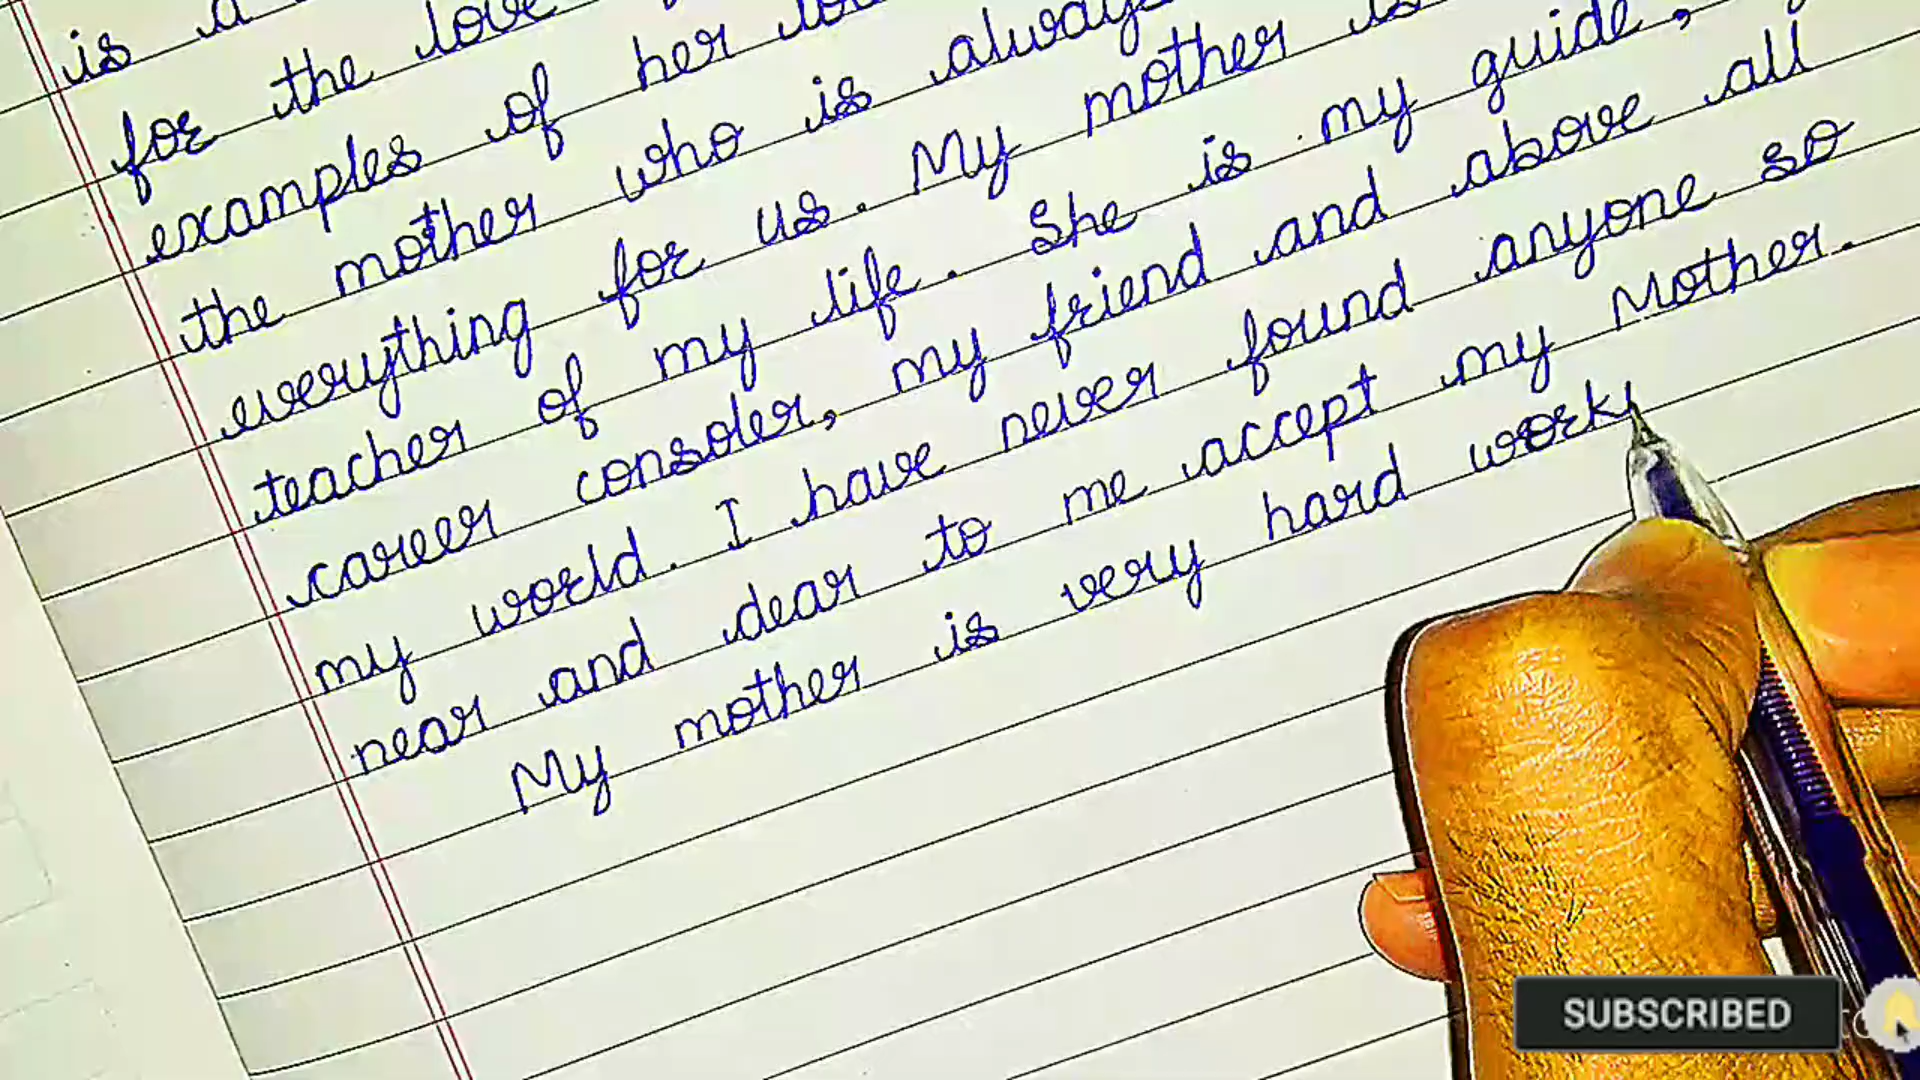 is a
for the love
examples of her
the mother who is always
everything for us. My mother is
teacher of my life. She is my guide,
career consoler, my friend and above all
my world. I have never found anyone so
near and dear to me accept my Mother.
My mother is very hard work
SUBSCRIBED